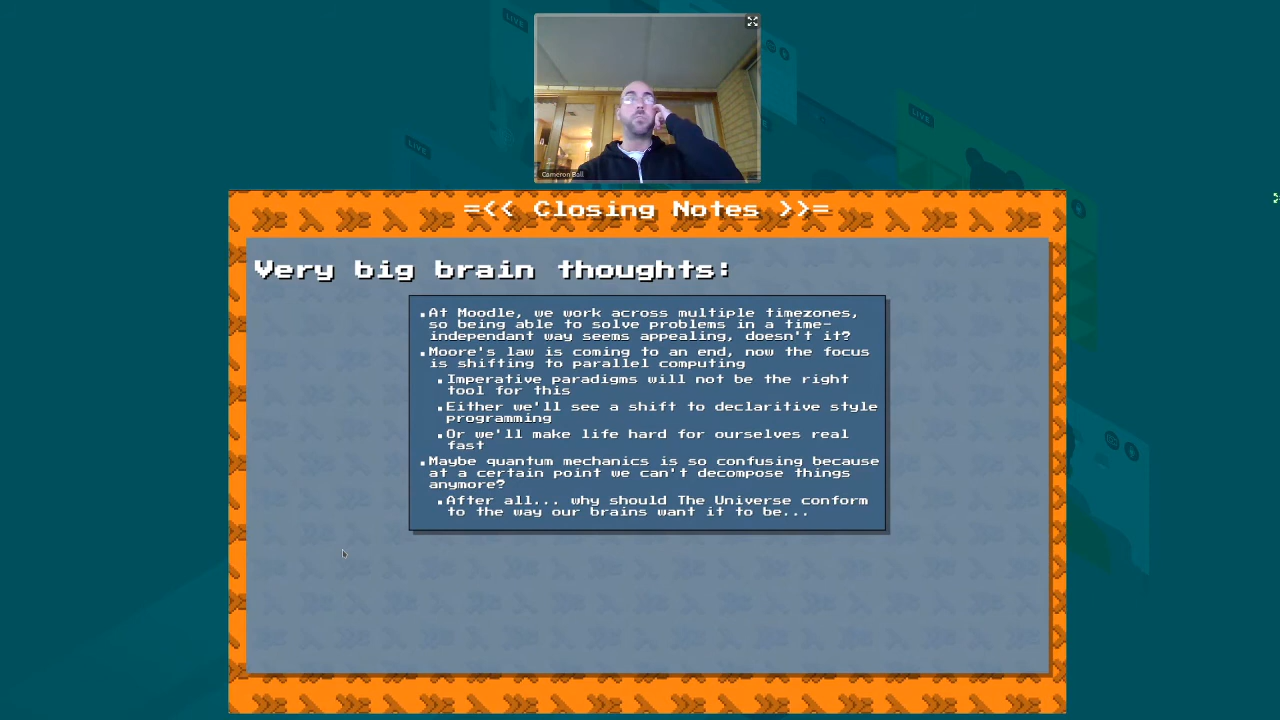 LIVE
LIVE
LIVE
Cameron Ball
=<< Closing Notes >>=
Very big brain thoughts:
At Moodle, we work across multiple timezones,
so being able to solve problems in a time-
independant way seems appealing, doesn't it?
Moore's law is coming to an end, now the focus
is shifting to parallel computing
Imperative paradigms will not be the right
tool for this
Either we'll see a shift to declaritive style
programming
Or we'll make life hard for ourselves real
fast
Maybe quantum mechanics is so confusing because
at a certain point we can't decompose things
anymore?
After all... why should The Universe conform
to the way our brains want it to be...